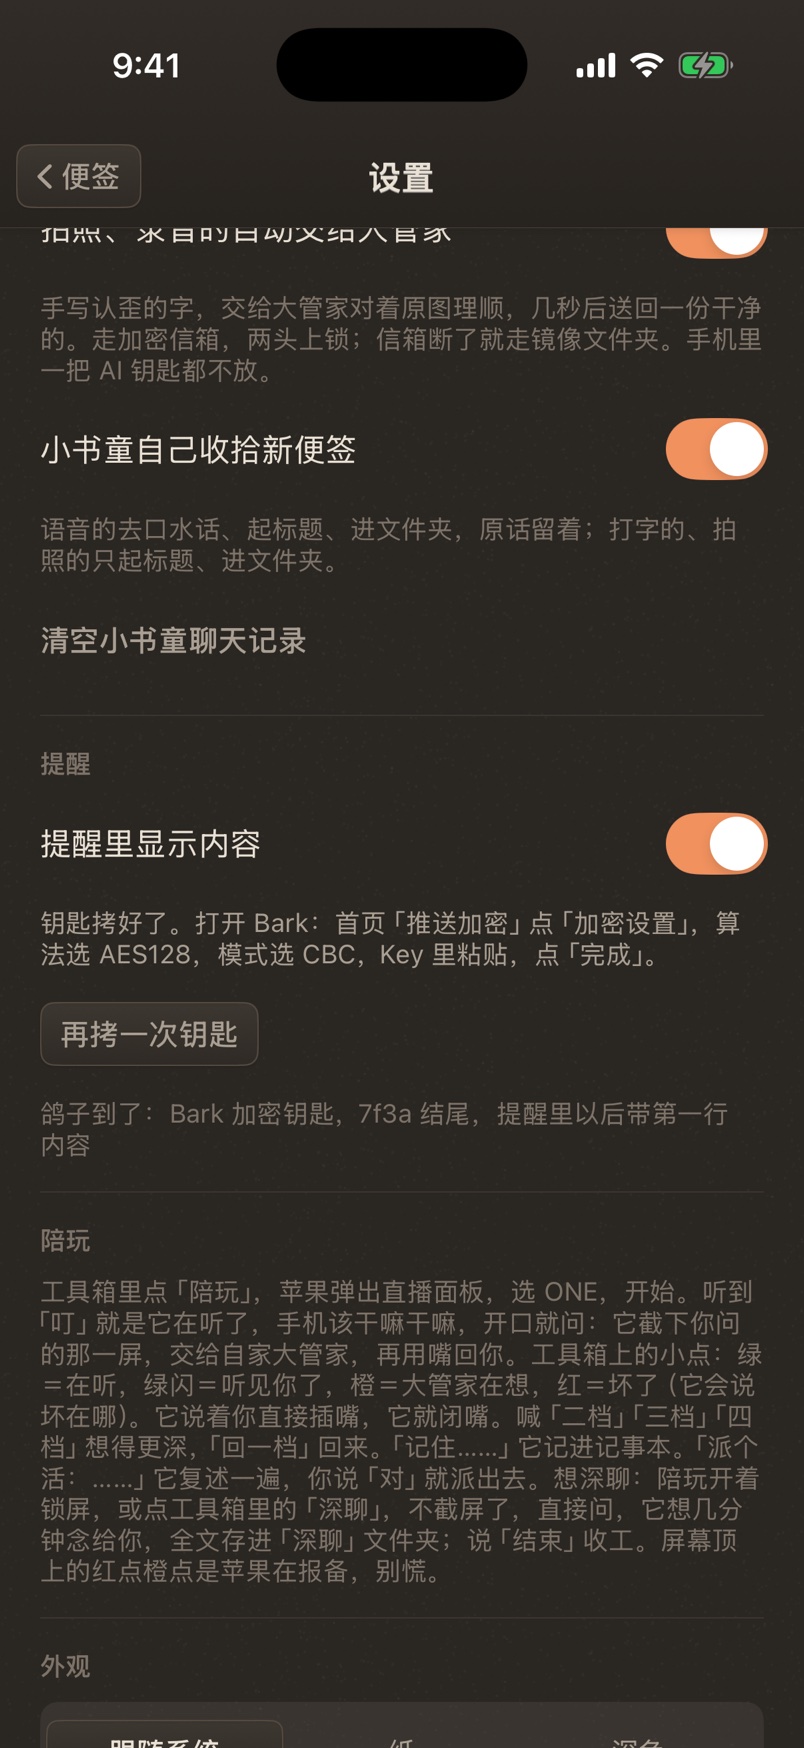 9:41
便签
设置
拍照、录音的自动交给大管家
手写认歪的字，交给大管家对着原图理顺，几秒后送回一份干净
的。走加密信箱，两头上锁；信箱断了就走镜像文件夹。手机里
一把 AI 钥匙都不放。
小书童自己收拾新便签
语音的去口水话、起标题、进文件夹，原话留着；打字的、拍
照的只起标题、进文件夹。
清空小书童聊天记录
提醒
提醒里显示内容
钥匙拷好了。打开 Bark：首页「推送加密」点「加密设置」，算
法选 AES128，模式选 CBC，Key 里粘贴，点「完成」。
再拷一次钥匙
鸽子到了：Bark 加密钥匙，7f3a 结尾，提醒里以后带第一行
内容
陪玩
工具箱里点「陪玩」，苹果弹出直播面板，选 ONE，开始。听到
「叮」就是它在听了，手机该干嘛干嘛，开口就问：它截下你问
的那一屏，交给自家大管家，再用嘴回你。工具箱上的小点：绿
＝在听，绿闪＝听见你了，橙＝大管家在想，红＝坏了（它会说
坏在哪）。它说着你直接插嘴，它就闭嘴。喊「二档」「三档」「四
档」想得更深，「回一档」回来。「记住……」它记进记事本。「派个
活：……」它复述一遍，你说「对」就派出去。想深聊：陪玩开着
锁屏，或点工具箱里的「深聊」，不截屏了，直接问，它想几分
钟念给你，全文存进「深聊」文件夹；说「结束」收工。屏幕顶
上的红点橙点是苹果在报备，别慌。
外观
跟随系统
纸
深色